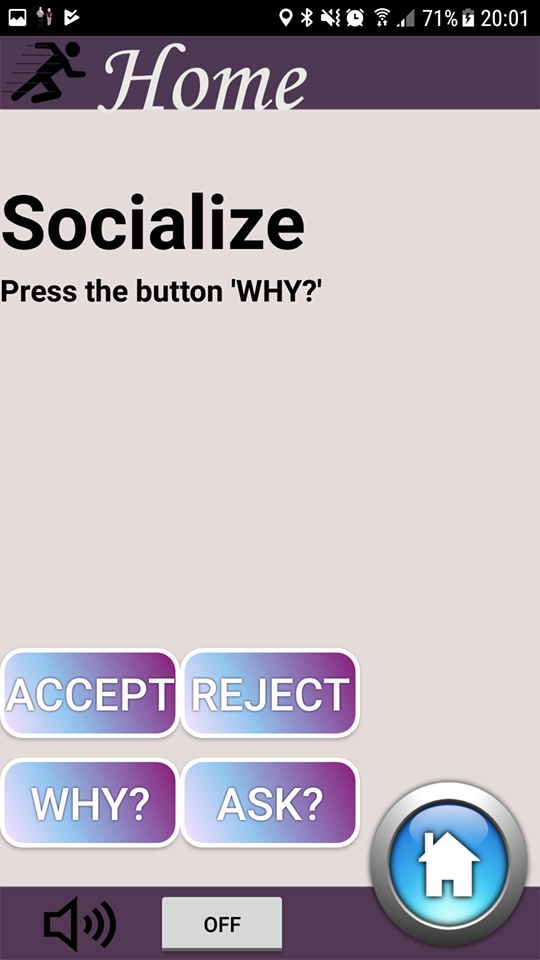 71% 20:01
Home
Socialize
Press the button 'WHY?'
ACCEPT REJECT
WHY? ASK?
OFF